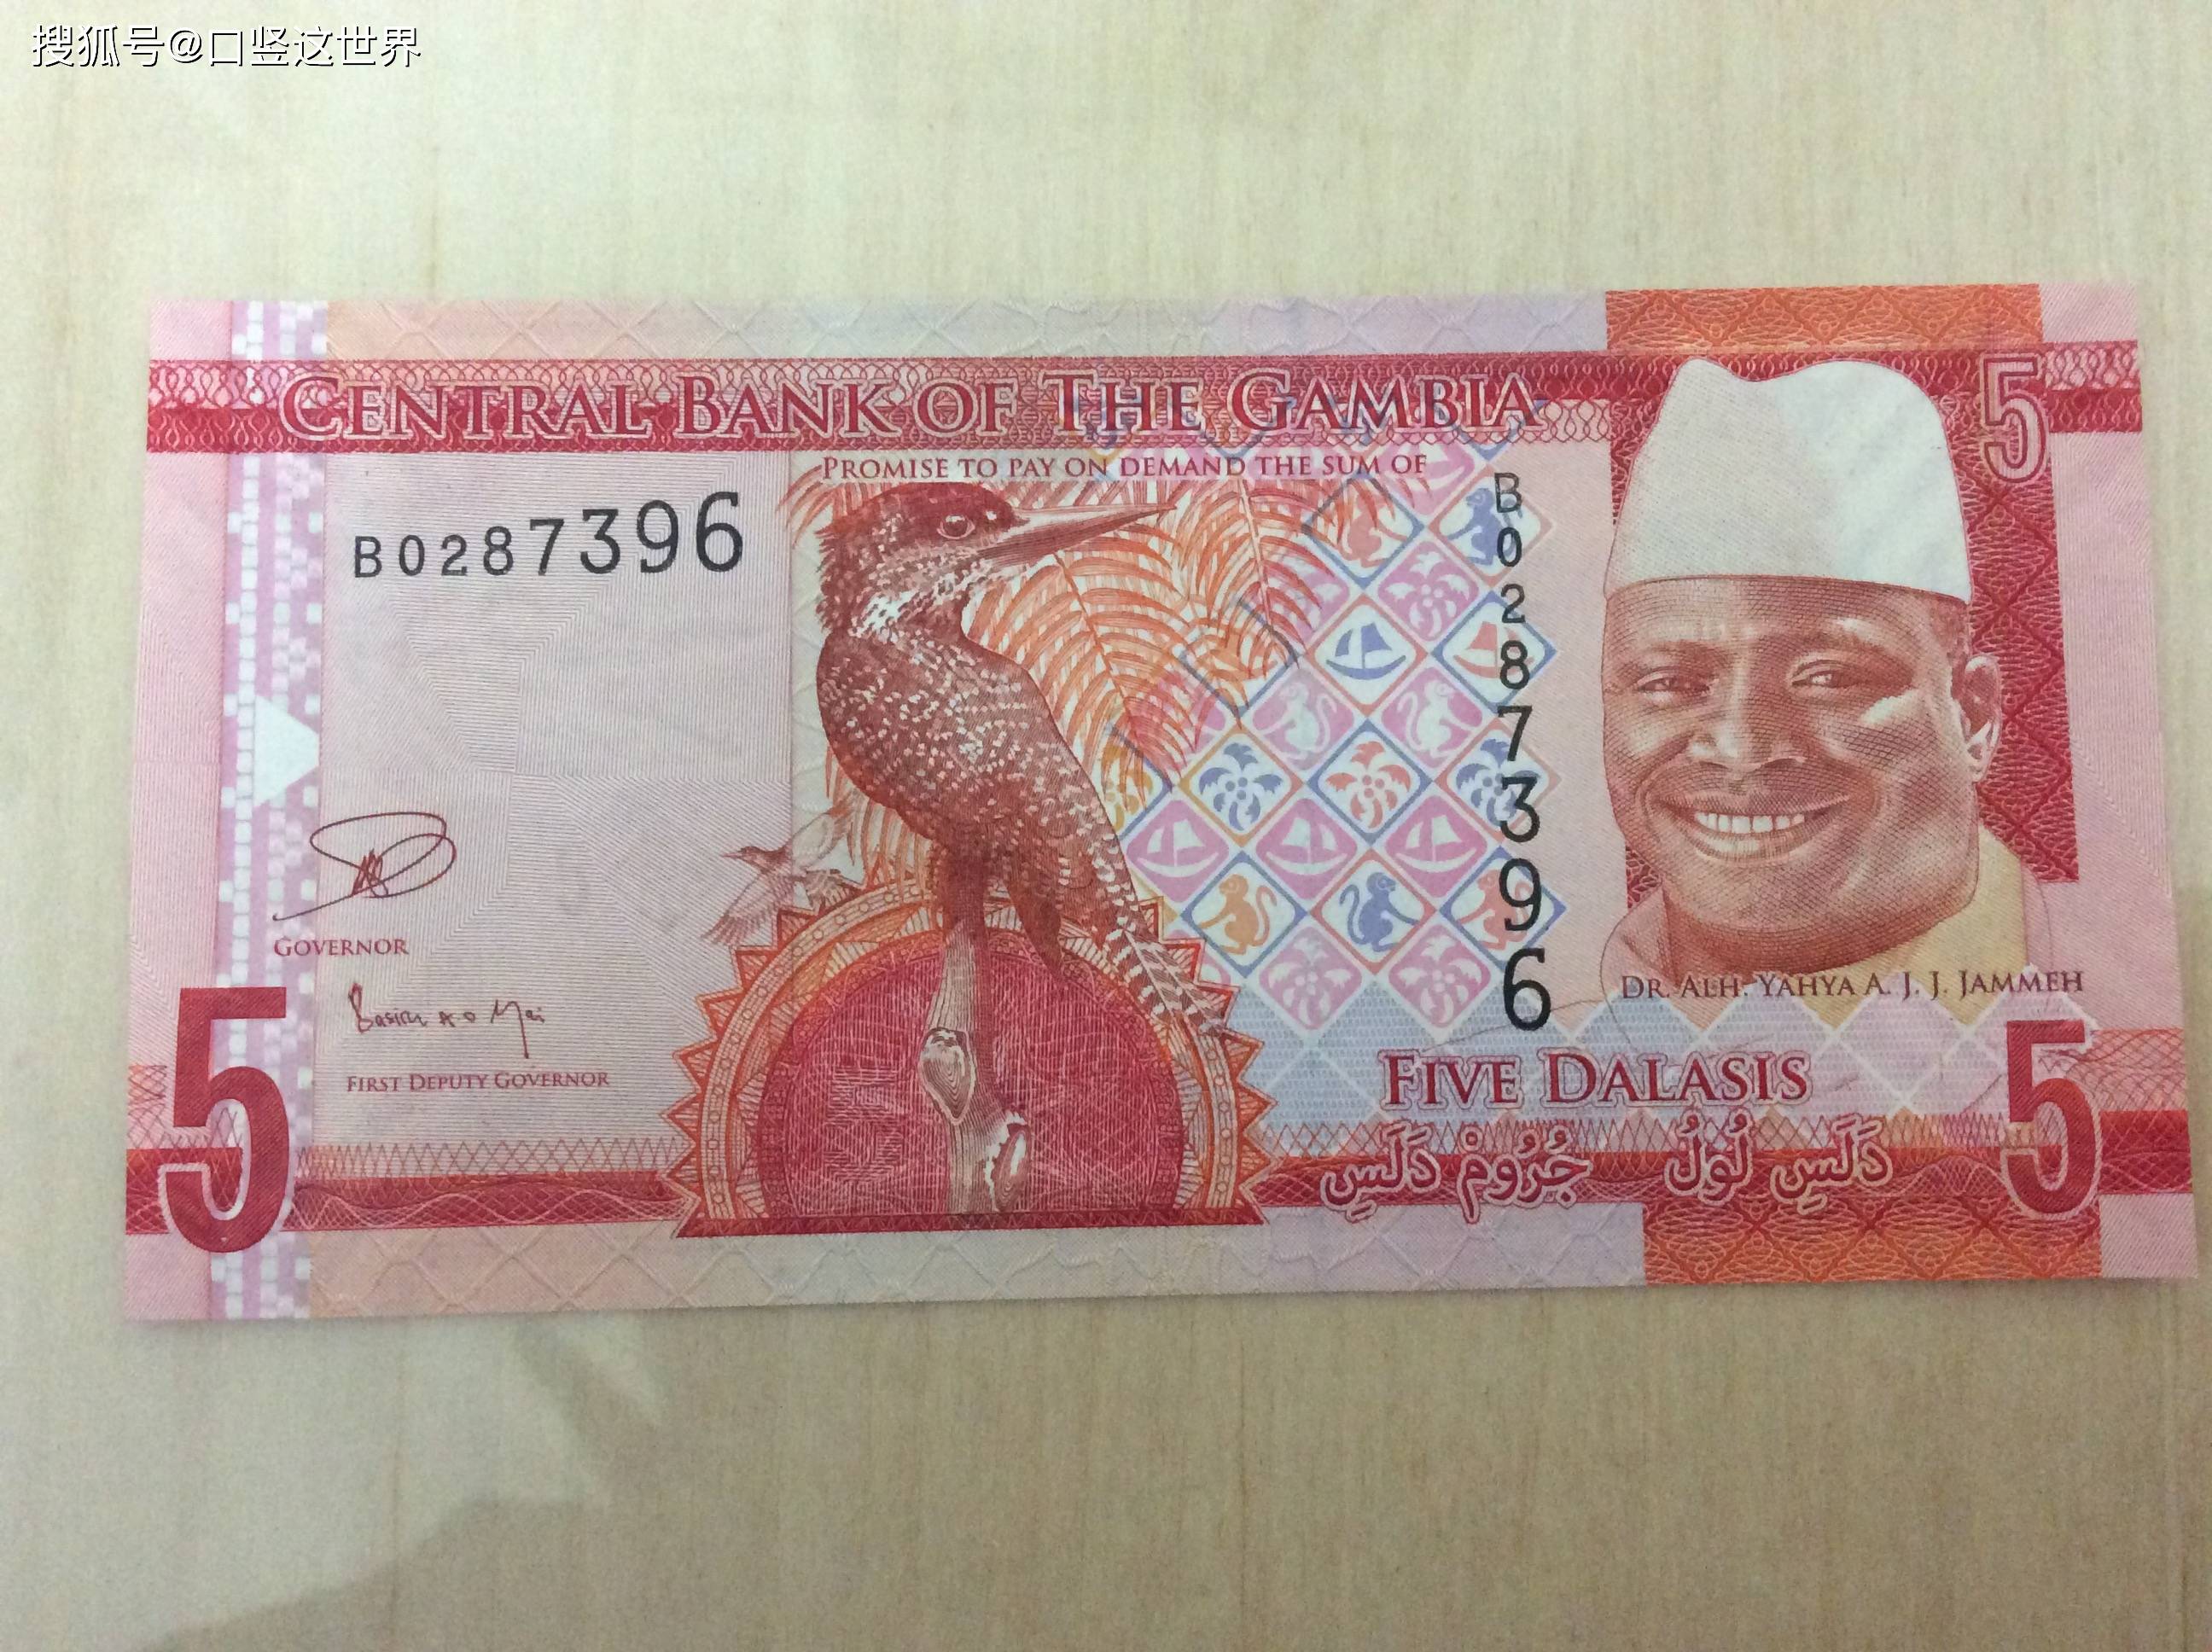 搜狐号@口竖这世界
CENTRAL BANK OF THE GAMBIA
5
PROMISE TO PAY ON DEMAND THE SUM OF
B0287396
B0287396
GOVERNOR
FIRST DEPUTY GOVERNOR
DR. ALH. YAHYA A. J. J. JAMMEH
5
FIVE DALASIS
5
دَلَسِ لُولُ جُرُومْ دَلَسِ